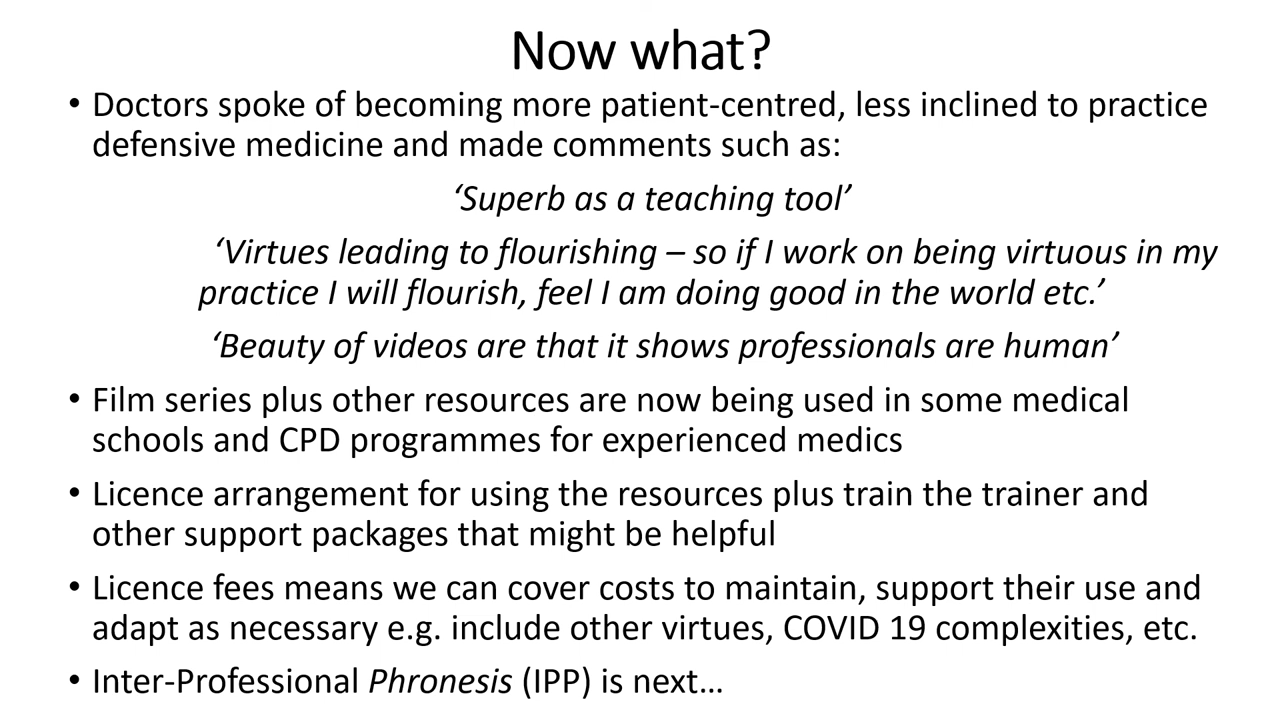 Now what?
• Doctors spoke of becoming more patient-centred, less inclined to practice
defensive medicine and made comments such as:
‘Superb as a teaching tool’
‘Virtues leading to flourishing – so if I work on being virtuous in my
practice I will flourish, feel I am doing good in the world etc.’
‘Beauty of videos are that it shows professionals are human’
• Film series plus other resources are now being used in some medical
schools and CPD programmes for experienced medics
• Licence arrangement for using the resources plus train the trainer and
other support packages that might be helpful
• Licence fees means we can cover costs to maintain, support their use and
adapt as necessary e.g. include other virtues, COVID 19 complexities, etc.
• Inter-Professional Phronesis (IPP) is next…